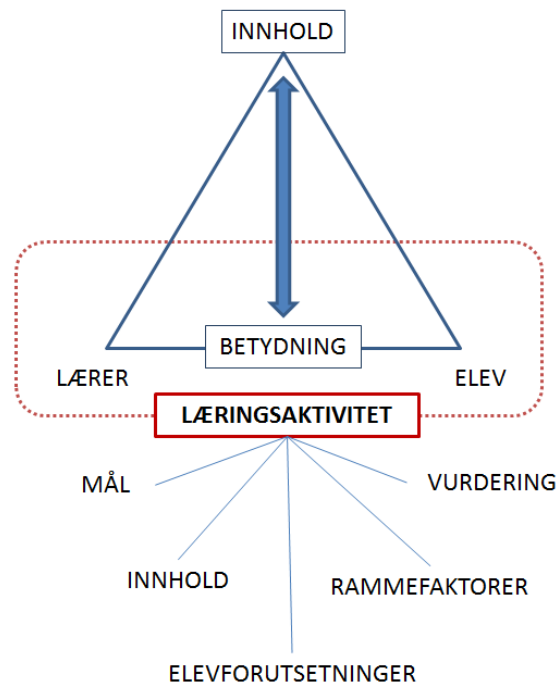 INNHOLD
BETYDNING
LÆRER
ELEV
LÆRINGSAKTIVITET
MÅL
VURDERING
INNHOLD
RAMMEFAKTORER
ELEVFORUTSETNINGER